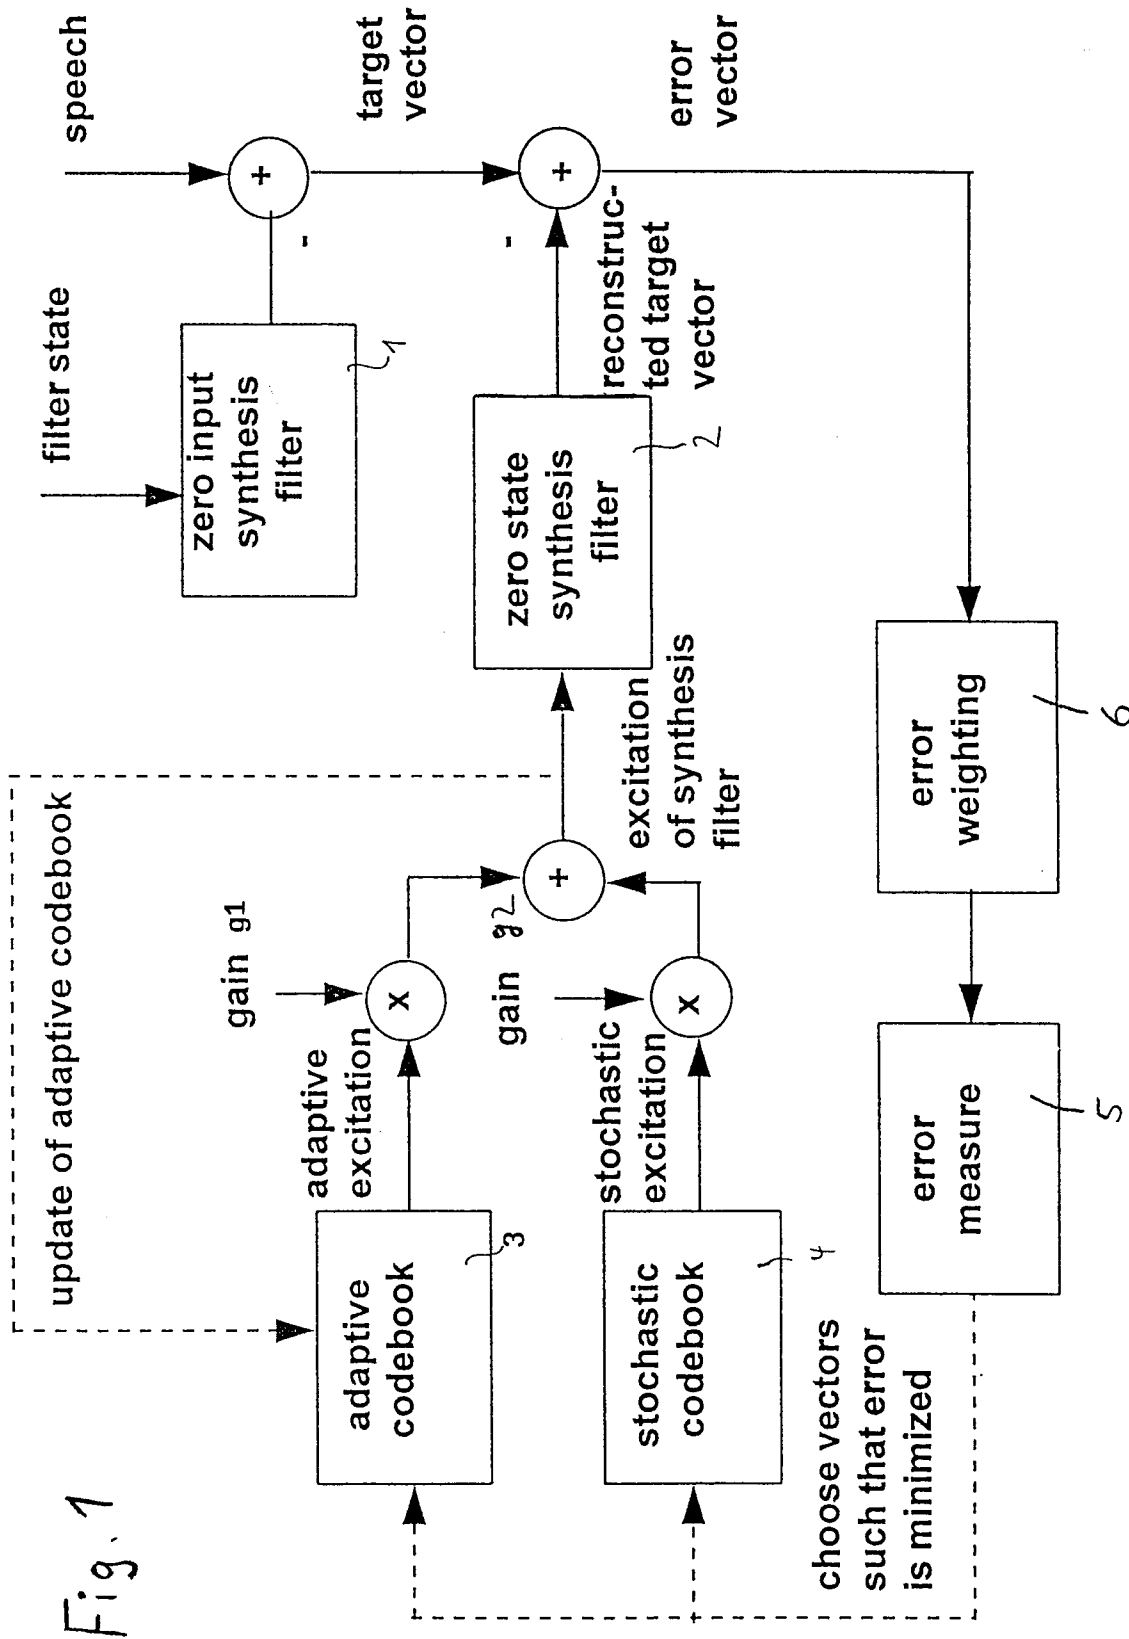 Fig. 1
update of adaptive codebook
filter state
speech
zero input
synthesis
filter
1
+
-
target
vector
gain g1
adaptive
codebook
3
adaptive
excitation
x
gain g2
+
excitation
of synthesis
filter
zero state
synthesis
filter
2
-
+
reconstruc-
ted target
vector
error
vector
stochastic
codebook
4
stochastic
excitation
x
choose vectors
such that error
is minimized
error
measure
5
error
weighting
6